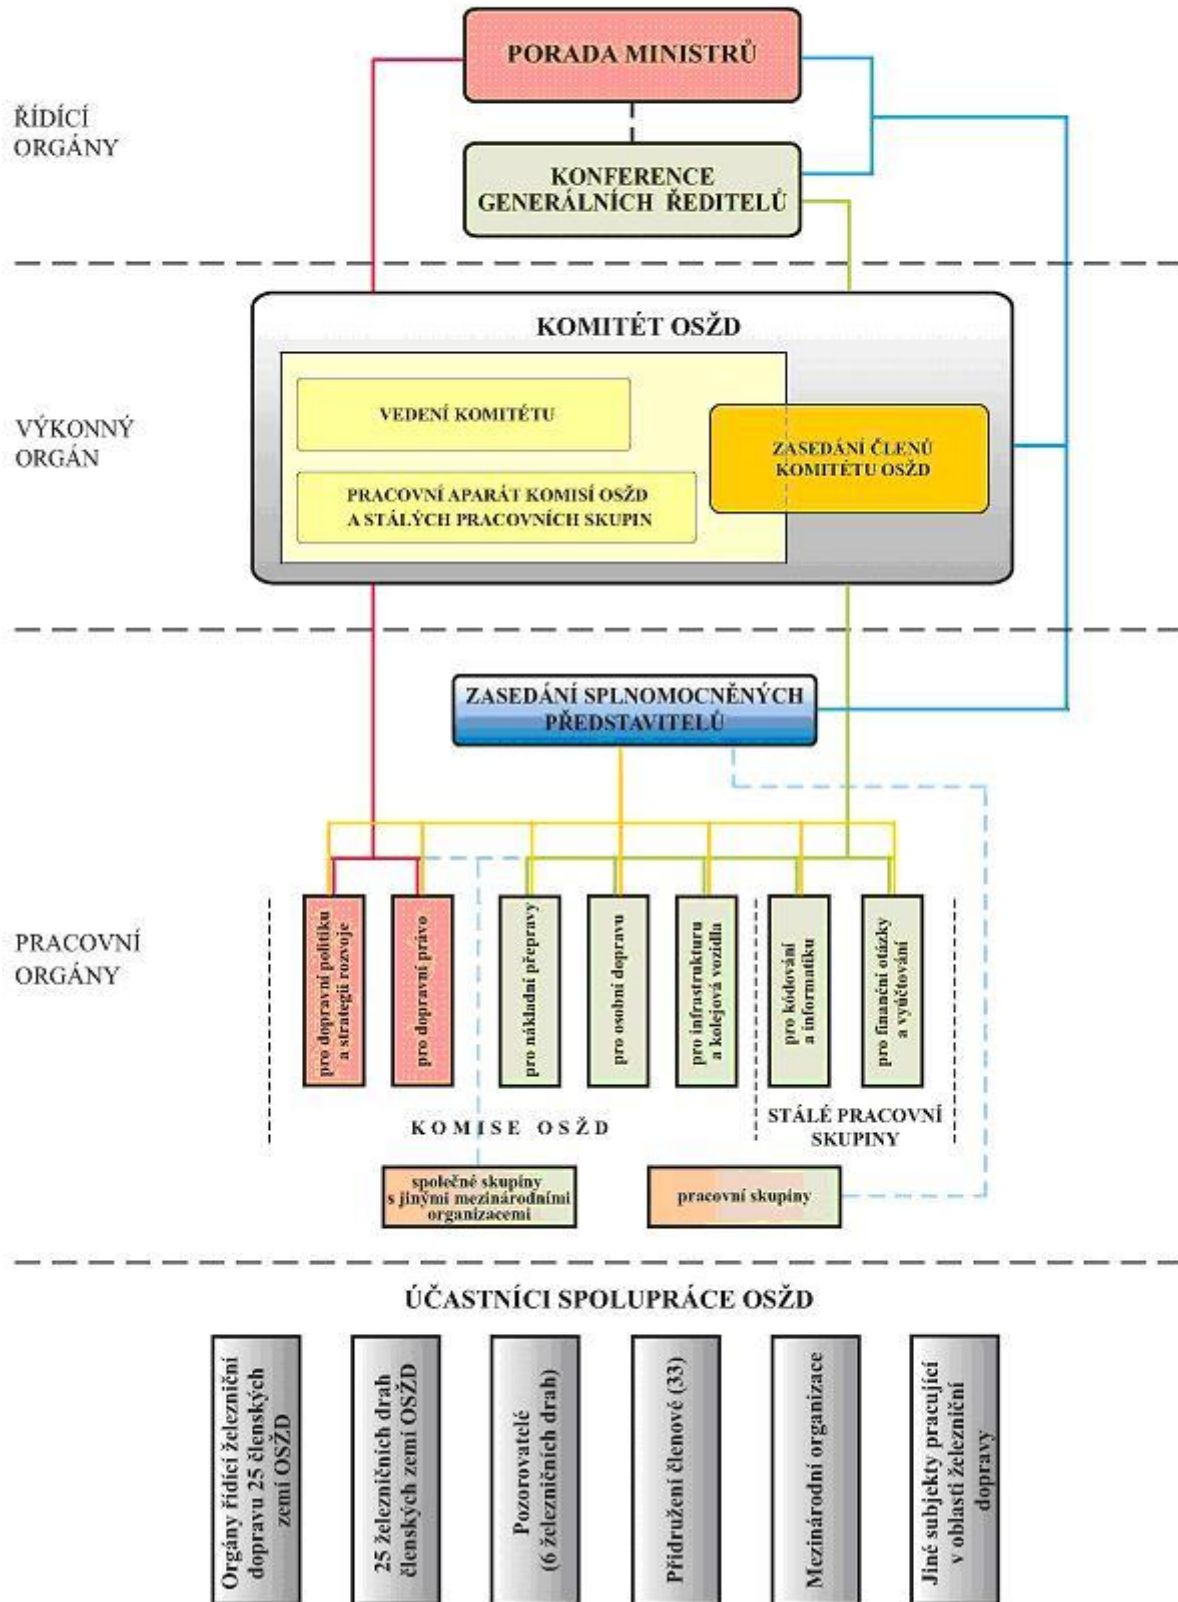 PORADA MINISTRŮ
ŘÍDÍCÍ
ORGÁNY
KONFERENCE
GENERÁLNÍCH ŘEDITELŮ
KOMITÉT OSŽD
VÝKONNÝ
ORGÁN
VEDENÍ KOMITÉTU
ZASEDÁNÍ ČLENŮ
KOMITÉTU OSŽD
PRACOVNÍ APARÁT KOMISÍ OSŽD
A STÁLÝCH PRACOVNÍCH SKUPIN
ZASEDÁNÍ SPLNOMOCNĚNÝCH
PŘEDSTAVITELŮ
PRACOVNÍ
ORGÁNY
pro dopravní politiku
a strategii rozvoje
pro dopravní právo
pro nákladní přepravy
pro osobní dopravu
pro infrastrukturu
a kolejová vozidla
pro kódování
a informatiku
pro finanční otázky
a vyúčtování
KOMISE OSŽD
STÁLÉ PRACOVNÍ
SKUPINY
společné skupiny
s jinými mezinárodními
organizacemi
pracovní skupiny
ÚČASTNÍCI SPOLUPRÁCE OSŽD
Orgány řídící železniční
dopravu 25 členských
zemí OSŽD
25 železničních drah
členských zemí OSŽD
Pozorovatelé
(6 železničních drah)
Přidružení členové (33)
Mezinárodní organizace
Jiné subjekty pracující
v oblasti železniční
dopravy